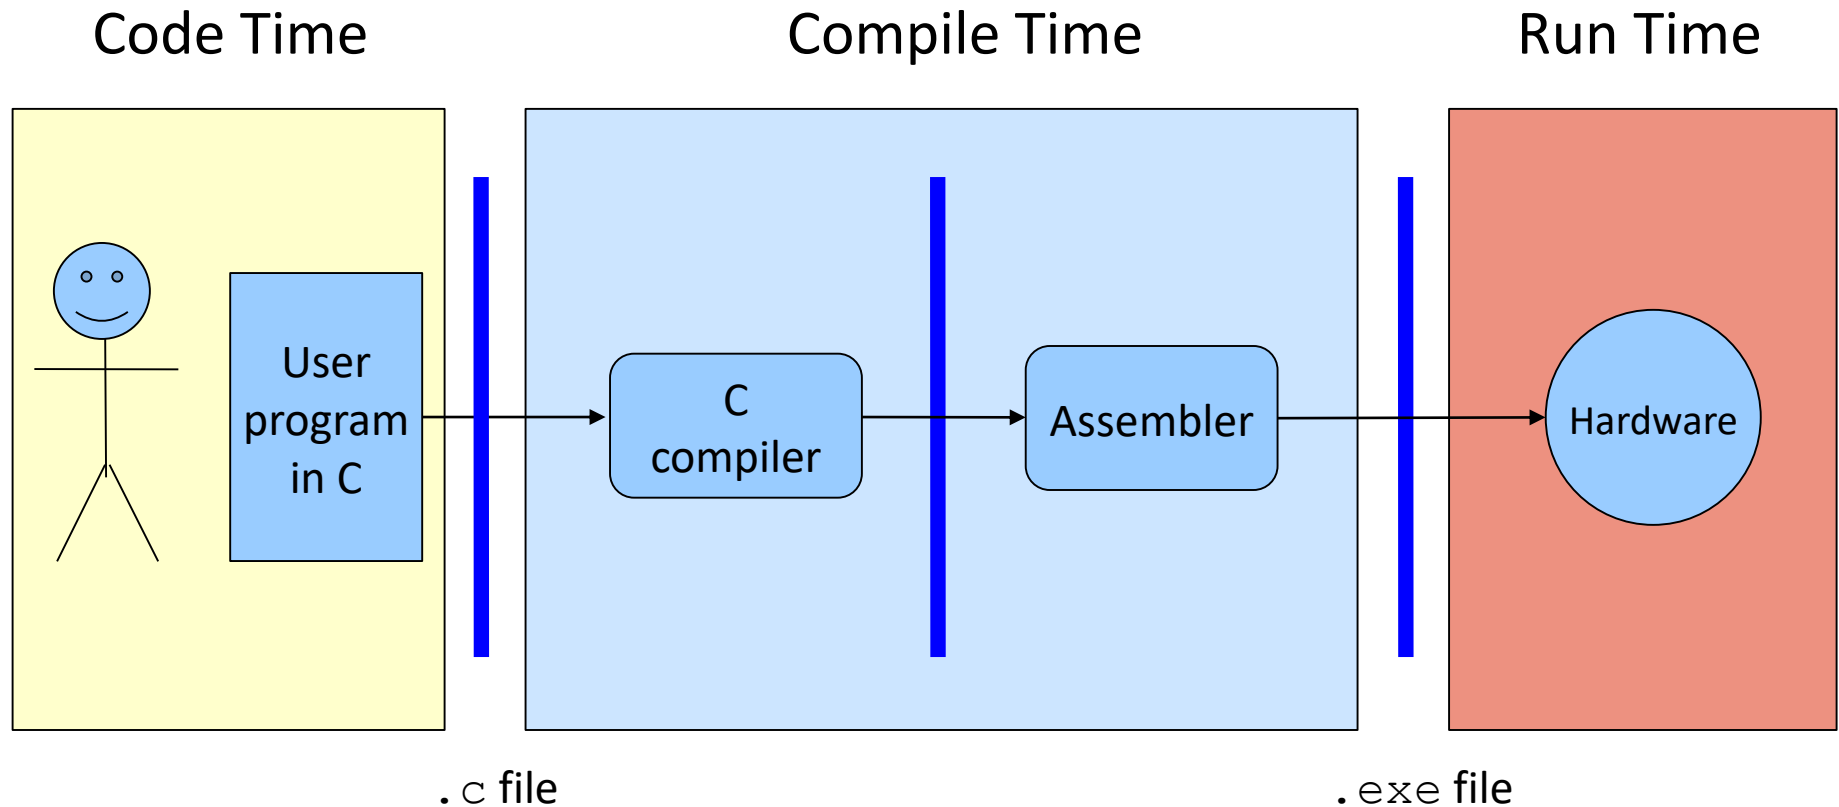 Code Time
Compile Time
Run Time
User
program
in C
C
compiler
Assembler
Hardware
.c file
.exe file